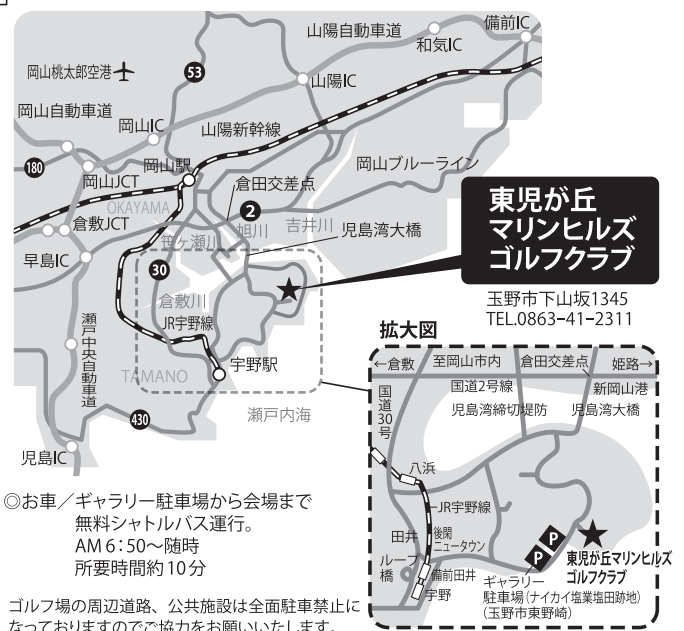 備前IC
山陽自動車道
和気IC
岡山桃太郎空港
53
山陽IC
岡山自動車道
岡山IC
山陽新幹線
180
岡山駅
岡山ブルーライン
岡山JCT
倉田交差点
OKAYAMA
2
倉敷JCT
旭川
吉井川
児島湾大橋
笹ヶ瀬川
早島IC
30
倉敷川
JR宇野線
瀬戸中央自動車道
宇野駅
TAMANO
430
瀬戸内海
児島IC
東児が丘
マリンヒルズ
ゴルフクラブ
玉野市下山坂1345
TEL.0863-41-2311
拡大図
←倉敷
至岡山市内
倉田交差点
姫路→
国道2号線
新岡山港
国道30号
児島湾締切堤防
児島湾大橋
八浜
JR宇野線
田井
後閑
ニュータウン
ループ橋
備前田井
宇野
P
P
東児が丘マリンヒルズ
ゴルフクラブ
ギャラリー
駐車場(ナイカイ塩業塩田跡地)
(玉野市東野崎)
◎お車/ギャラリー駐車場から会場まで
無料シャトルバス運行。
AM 6:50~随時
所要時間約10分
ゴルフ場の周辺道路、公共施設は全面駐車禁止に
なっておりますのでご協力をお願いいたします。